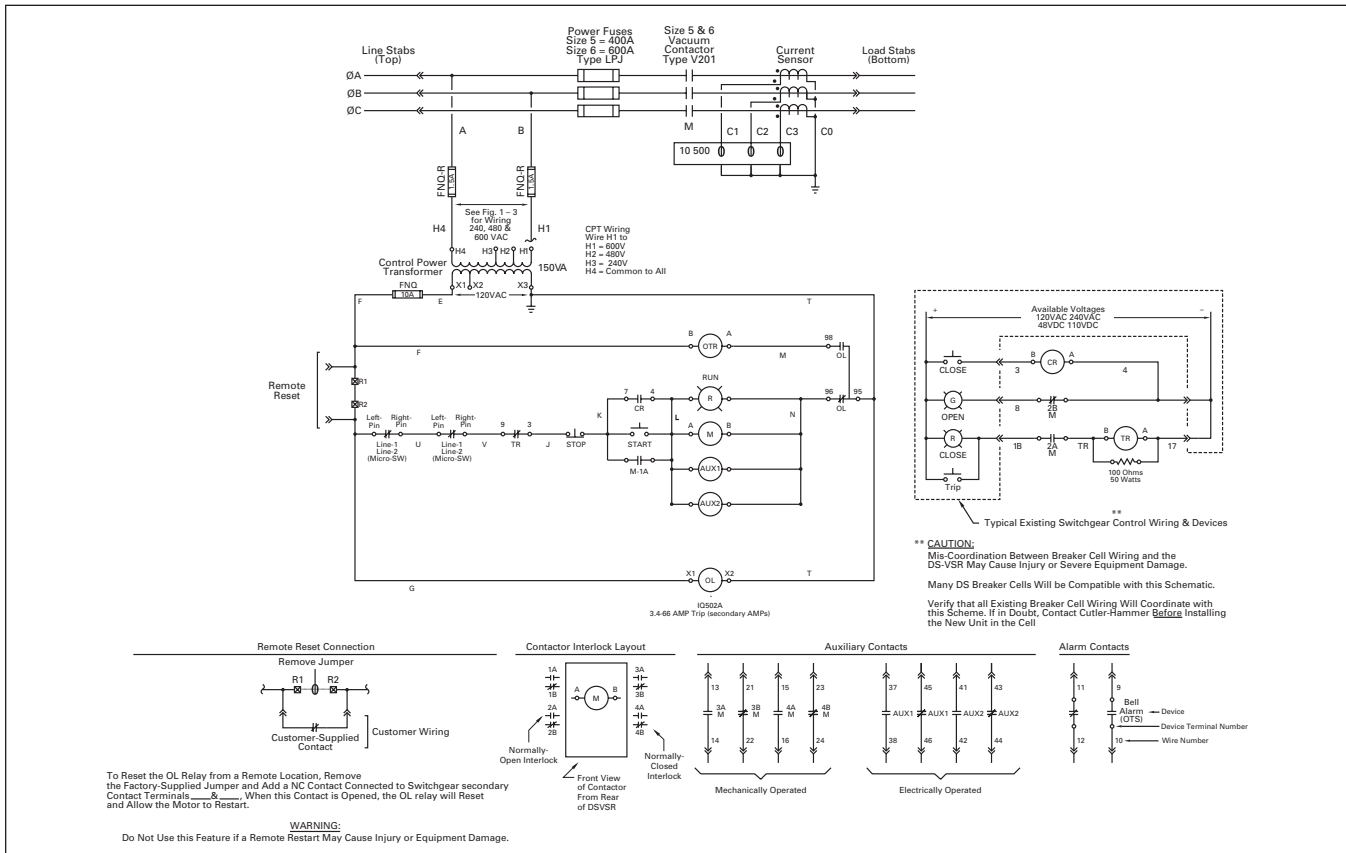 Line Stabs
(Top)
Power Fuses
Size 5 = 400A
Size 6 = 600A
Type LPJ
Size 5 & 6
Vacuum
Contactor
Type V201
Current
Sensor
Load Stabs
(Bottom)
ØA
ØB
ØC
A
B
M
C1
C2
C3
C0
10 500
FNQ-R
1.5A
FNQ-R
1.5A
See Fig. 1 – 3
for Wiring
240, 480 &
600 VAC
H4
H1
H4
H3
H2
H1
CPT Wiring
Wire H1 to
H1 = 600V
H2 = 480V
H3 = 240V
H4 = Common to All
Control Power
Transformer
150VA
FNQ
10A
F
E
X1
X2
X3
120VAC
T
F
B
OTR
A
M
98
OL
Remote
Reset
R1
R2
RUN
R
7
4
CR
K
L
N
96
95
OL
Left-
Pin
Right-
Pin
Line-1
Line-2
(Micro-SW)
U
Left-
Pin
Right-
Pin
Line-1
Line-2
(Micro-SW)
V
9
3
TR
J
STOP
START
A
M
B
M-1A
AUX1
AUX2
G
X1
OL
X2
T
IQ502A
3.4-66 AMP Trip (secondary AMPs)
+
Available Voltages
120VAC 240VAC
48VDC 110VDC
–
CLOSE
3
B
CR
A
4
G
OPEN
8
2B
M
R
CLOSE
1B
2A
M
TR
B
TR
A
17
100 Ohms
50 Watts
Trip
**
Typical Existing Switchgear Control Wiring & Devices
** CAUTION:
Mis-Coordination Between Breaker Cell Wiring and the
DS-VSR May Cause Injury or Severe Equipment Damage.
Many DS Breaker Cells Will be Compatible with this Schematic.
Verify that all Existing Breaker Cell Wiring Will Coordinate with
this Scheme. If in Doubt, Contact Cutler-Hammer Before Installing
the New Unit in the Cell
Remote Reset Connection
Remove Jumper
R1
R2
Customer-Supplied
Contact
Customer Wiring
To Reset the OL Relay from a Remote Location, Remove
the Factory-Supplied Jumper and Add a NC Contact Connected to Switchgear secondary
Contact Terminals ____&____, When this Contact is Opened, the OL relay will Reset
and Allow the Motor to Restart.
WARNING:
Do Not Use this Feature if a Remote Restart May Cause Injury or Equipment Damage.
Contactor Interlock Layout
1A
1B
2A
2B
A
M
B
3A
3B
4A
4B
Normally-
Open Interlock
Normally-
Closed
Interlock
Front View
of Contactor
From Rear
of DSVSR
Auxiliary Contacts
13
3A
M
14
21
3B
M
22
15
4A
M
16
23
4B
M
24
Mechanically Operated
37
AUX1
38
45
AUX1
46
41
AUX2
42
43
AUX2
44
Electrically Operated
Alarm Contacts
11
12
9
Bell
Alarm
(OTS)
10
Device
Device Terminal Number
Wire Number